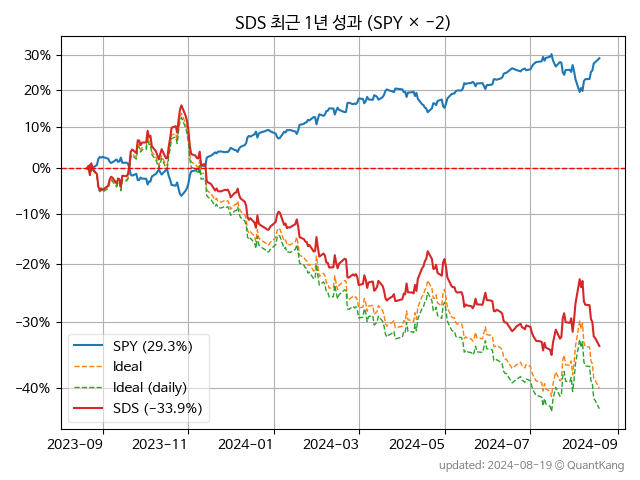 SDS 최근 1년 성과 (SPY × −2)
30%
20%
10%
0%
−10%
−20%
−30%
−40%
SPY (29.3%)
Ideal
Ideal (daily)
SDS (−33.9%)
2023−09
2023−11
2024−01
2024−03
2024−05
2024−07
2024−09
updated: 2024−08−19 © QuantKang